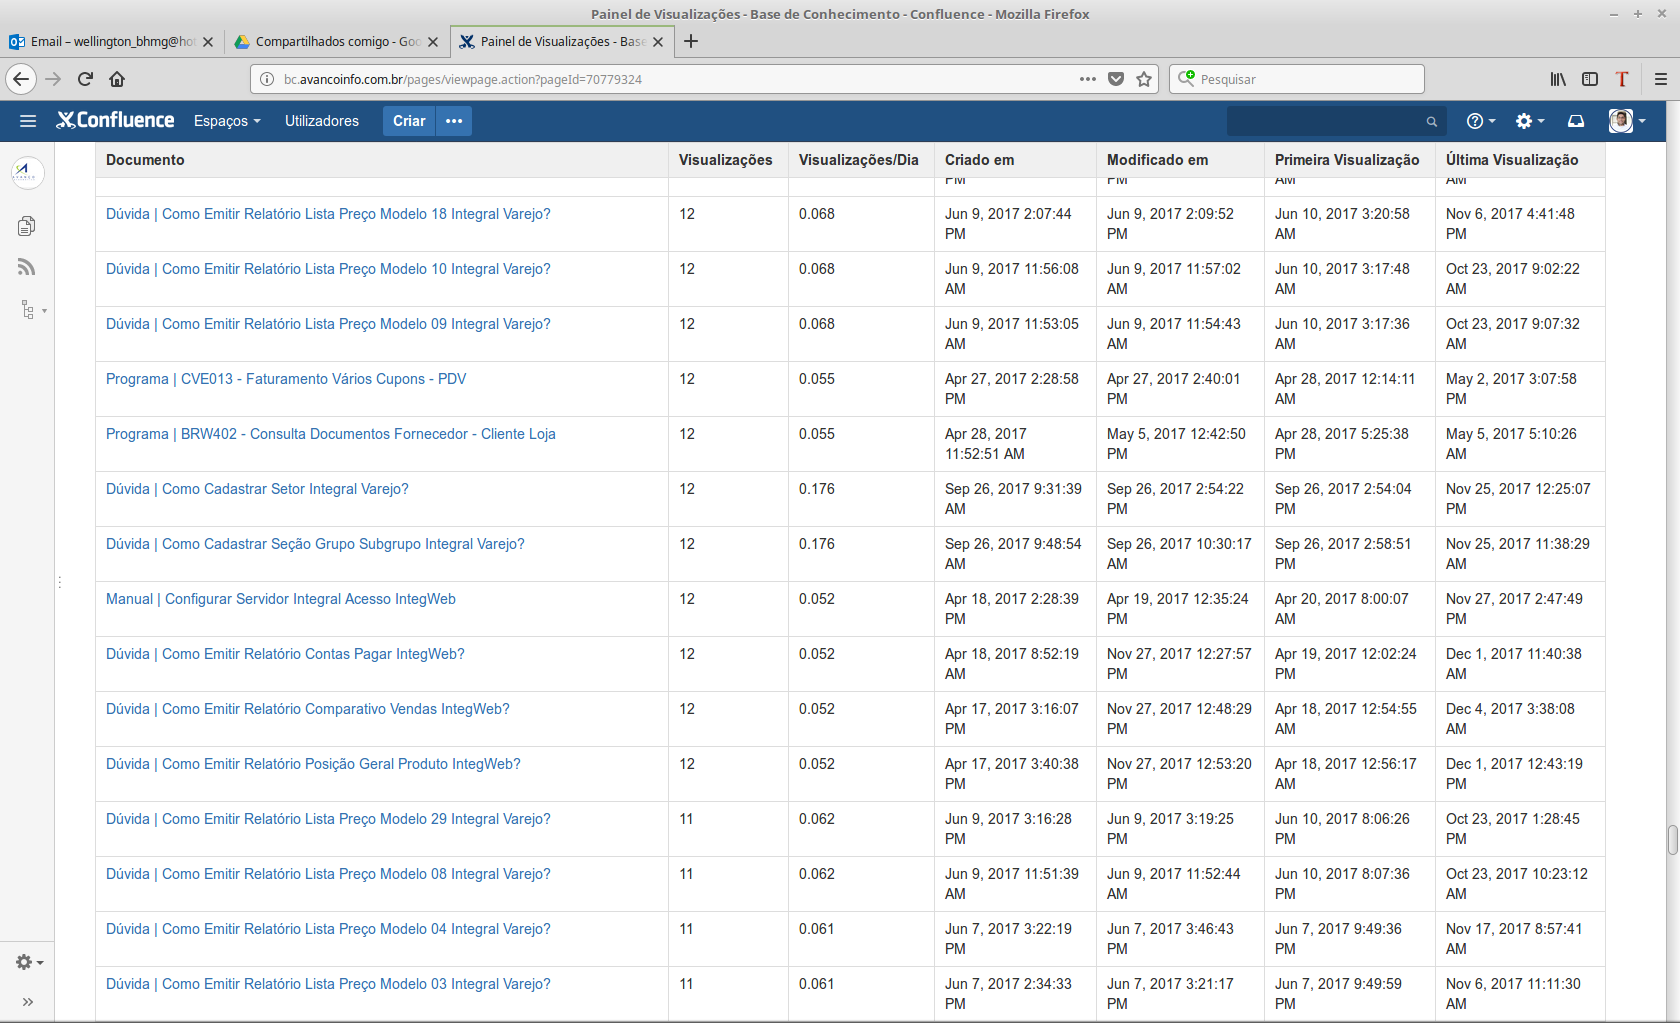 Painel de Visualizações - Base de Conhecimento - Confluence - Mozilla Firefox
Email – wellington_bhmg@ho
Compartilhados comigo - Goo
Painel de Visualizações - Base
bc.avancoinfo.com.br/pages/viewpage.action?pageId=70779324
Pesquisar
Confluence Espaços Utilizadores Criar
Documento Visualizações Visualizações/Dia Criado em Modificado em Primeira Visualização Última Visualização
PM PM AM AM
Dúvida | Como Emitir Relatório Lista Preço Modelo 18 Integral Varejo? 12 0.068 Jun 9, 2017 2:07:44 Jun 9, 2017 2:09:52 Jun 10, 2017 3:20:58 Nov 6, 2017 4:41:48
PM PM AM PM
Dúvida | Como Emitir Relatório Lista Preço Modelo 10 Integral Varejo? 12 0.068 Jun 9, 2017 11:56:08 Jun 9, 2017 11:57:02 Jun 10, 2017 3:17:48 Oct 23, 2017 9:02:22
AM AM AM AM
Dúvida | Como Emitir Relatório Lista Preço Modelo 09 Integral Varejo? 12 0.068 Jun 9, 2017 11:53:05 Jun 9, 2017 11:54:43 Jun 10, 2017 3:17:36 Oct 23, 2017 9:07:32
AM AM AM AM
Programa | CVE013 - Faturamento Vários Cupons - PDV 12 0.055 Apr 27, 2017 2:28:58 Apr 27, 2017 2:40:01 Apr 28, 2017 12:14:11 May 2, 2017 3:07:58
PM PM AM PM
Programa | BRW402 - Consulta Documentos Fornecedor - Cliente Loja 12 0.055 Apr 28, 2017 May 5, 2017 12:42:50 Apr 28, 2017 5:25:38 May 5, 2017 5:10:26
11:52:51 AM PM PM AM
Dúvida | Como Cadastrar Setor Integral Varejo? 12 0.176 Sep 26, 2017 9:31:39 Sep 26, 2017 2:54:22 Sep 26, 2017 2:54:04 Nov 25, 2017 12:25:07
AM PM PM PM
Dúvida | Como Cadastrar Seção Grupo Subgrupo Integral Varejo? 12 0.176 Sep 26, 2017 9:48:54 Sep 26, 2017 10:30:17 Sep 26, 2017 2:58:51 Nov 25, 2017 11:38:29
AM AM PM AM
Manual | Configurar Servidor Integral Acesso IntegWeb 12 0.052 Apr 18, 2017 2:28:39 Apr 19, 2017 12:35:24 Apr 20, 2017 8:00:07 Nov 27, 2017 2:47:49
PM PM AM PM
Dúvida | Como Emitir Relatório Contas Pagar IntegWeb? 12 0.052 Apr 18, 2017 8:52:19 Nov 27, 2017 12:27:57 Apr 19, 2017 12:02:24 Dec 1, 2017 11:40:38
AM PM PM AM
Dúvida | Como Emitir Relatório Comparativo Vendas IntegWeb? 12 0.052 Apr 17, 2017 3:16:07 Nov 27, 2017 12:48:29 Apr 18, 2017 12:54:55 Dec 4, 2017 3:38:08
PM PM AM AM
Dúvida | Como Emitir Relatório Posição Geral Produto IntegWeb? 12 0.052 Apr 17, 2017 3:40:38 Nov 27, 2017 12:53:20 Apr 18, 2017 12:56:17 Dec 1, 2017 12:43:19
PM PM AM PM
Dúvida | Como Emitir Relatório Lista Preço Modelo 29 Integral Varejo? 11 0.062 Jun 9, 2017 3:16:28 Jun 9, 2017 3:19:25 Jun 10, 2017 8:06:26 Oct 23, 2017 1:28:45
PM PM PM PM
Dúvida | Como Emitir Relatório Lista Preço Modelo 08 Integral Varejo? 11 0.062 Jun 9, 2017 11:51:39 Jun 9, 2017 11:52:44 Jun 10, 2017 8:07:36 Oct 23, 2017 10:23:12
AM AM PM AM
Dúvida | Como Emitir Relatório Lista Preço Modelo 04 Integral Varejo? 11 0.061 Jun 7, 2017 3:22:19 Jun 7, 2017 3:46:43 Jun 7, 2017 9:49:36 Nov 17, 2017 8:57:41
PM PM PM AM
Dúvida | Como Emitir Relatório Lista Preço Modelo 03 Integral Varejo? 11 0.061 Jun 7, 2017 2:34:33 Jun 7, 2017 3:21:17 Jun 7, 2017 9:49:59 Nov 6, 2017 11:11:30
PM PM PM AM